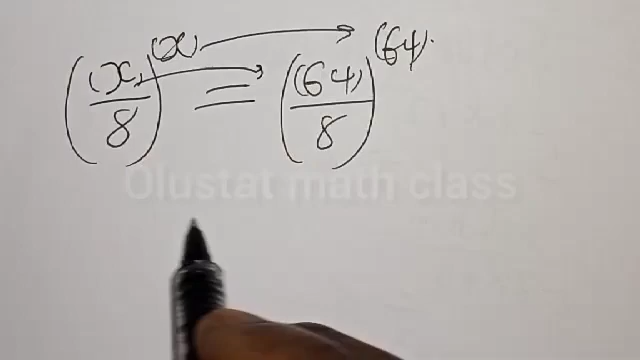 (x/8)^(x) = ((64)/8)^(64).
Olustat math class